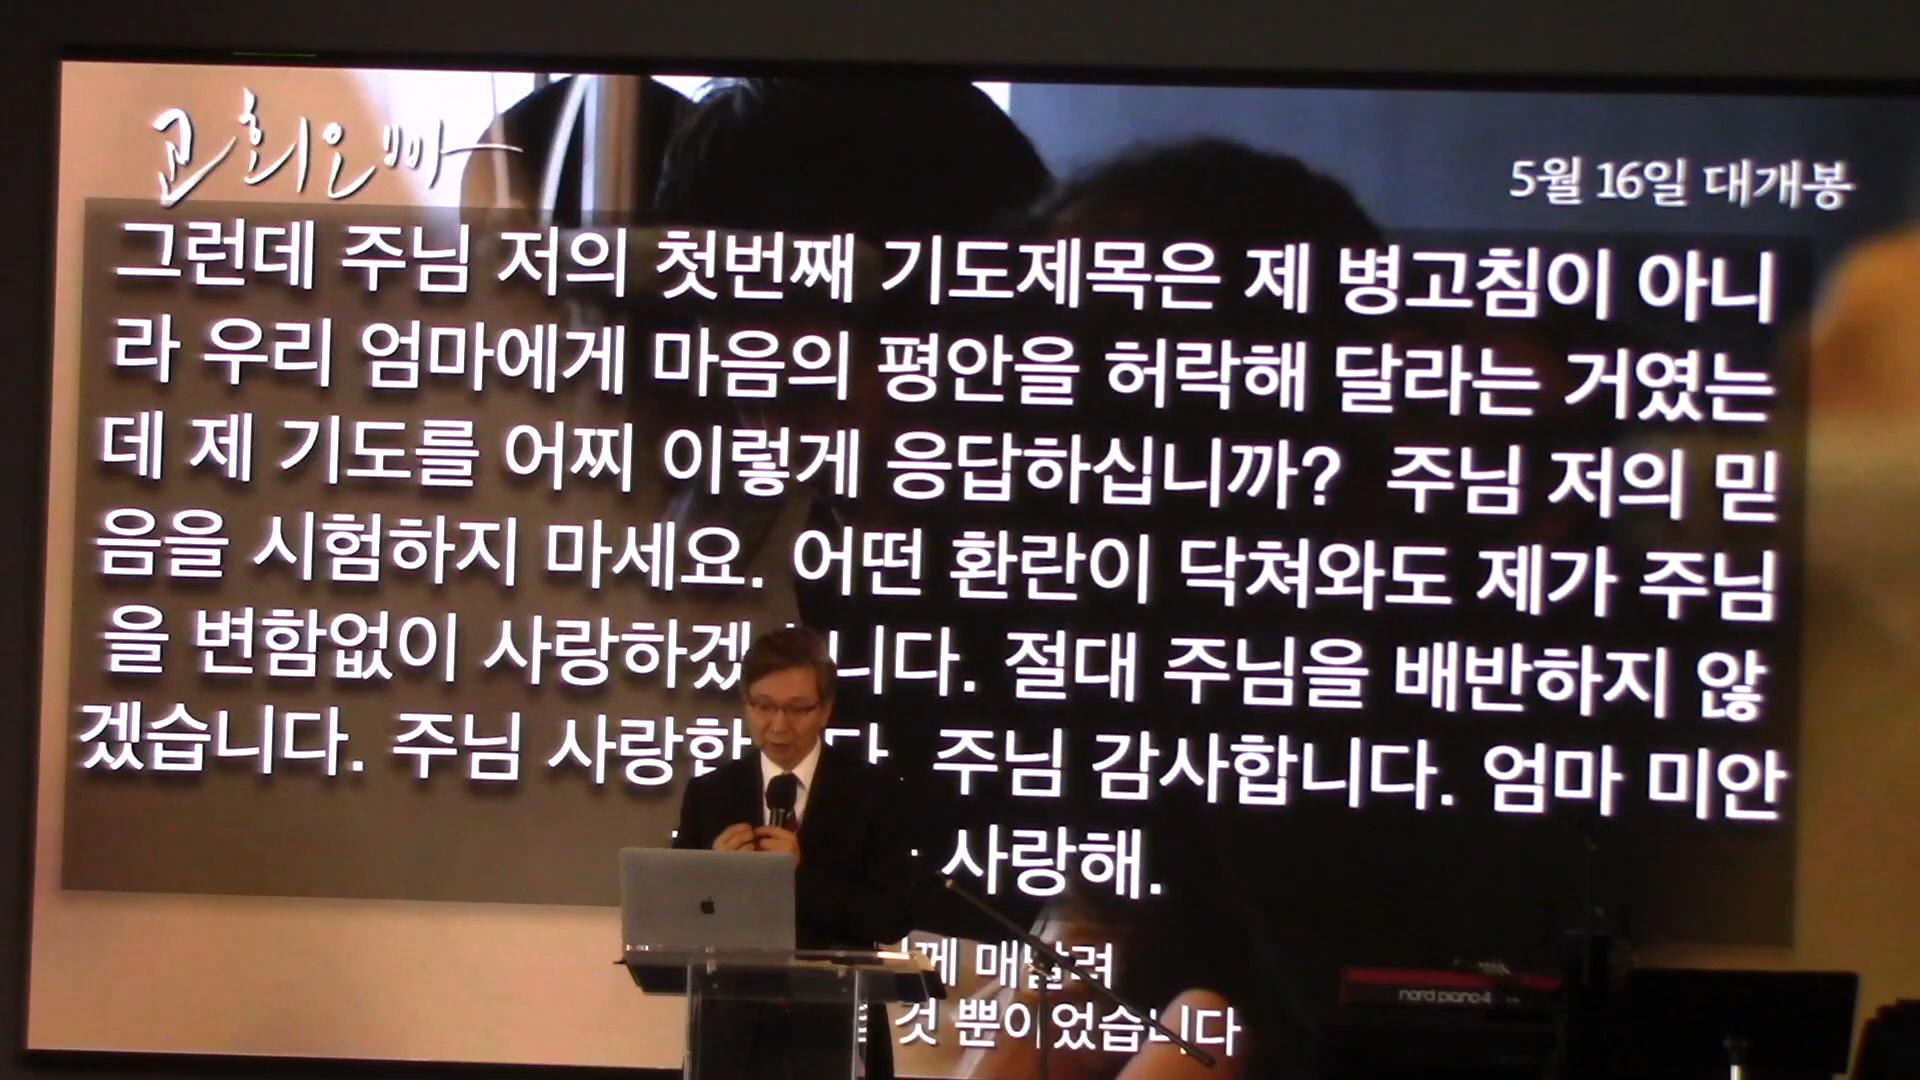 교회오빠
5월 16일 대개봉
그런데 주님 저의 첫번째 기도제목은 제 병고침이 아니
라 우리 엄마에게 마음의 평안을 허락해 달라는 거였는
데 제 기도를 어찌 이렇게 응답하십니까? 주님 저의 믿
음을 시험하지 마세요. 어떤 환란이 닥쳐와도 제가 주님
을 변함없이 사랑하겠 니다. 절대 주님을 배반하지 않
겠습니다. 주님 주님 감사합니다. 엄마 미안
사랑해.
매달려
것 뿐이었습니다
nord piano 4